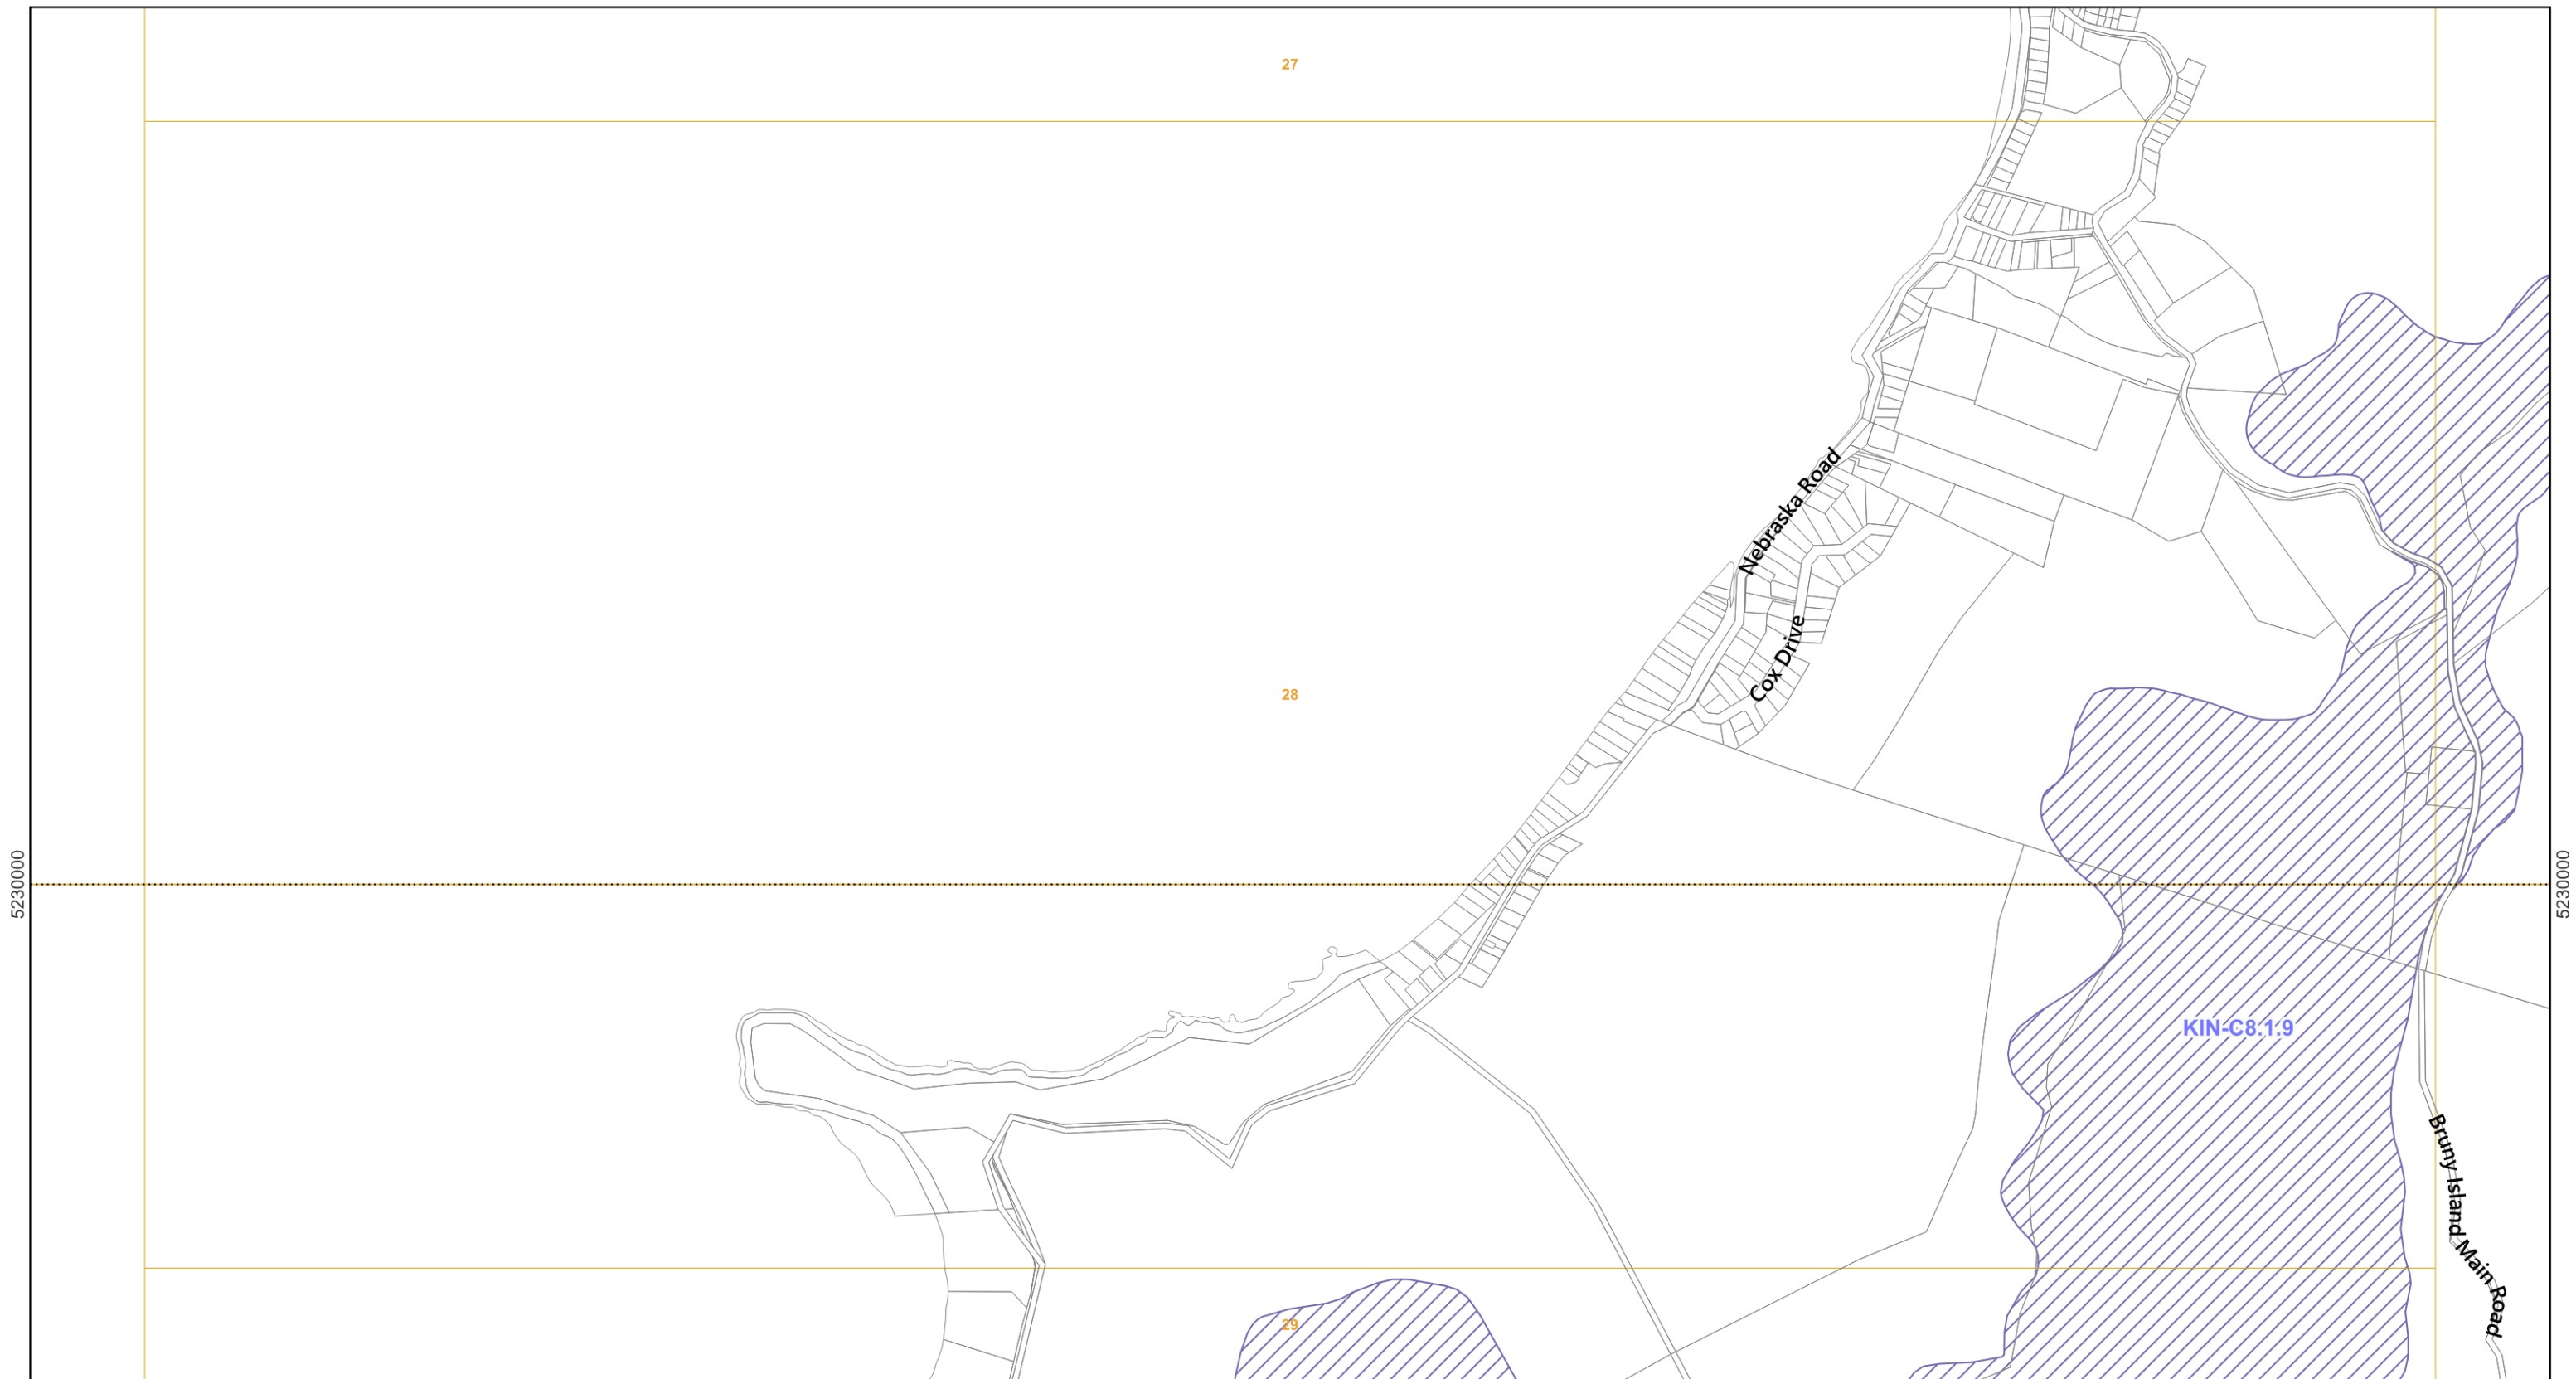 27
Nebraska Road
Cox Drive
28
5230000
5230000
KIN-C8.1.9
Bruny Island Main Road
29